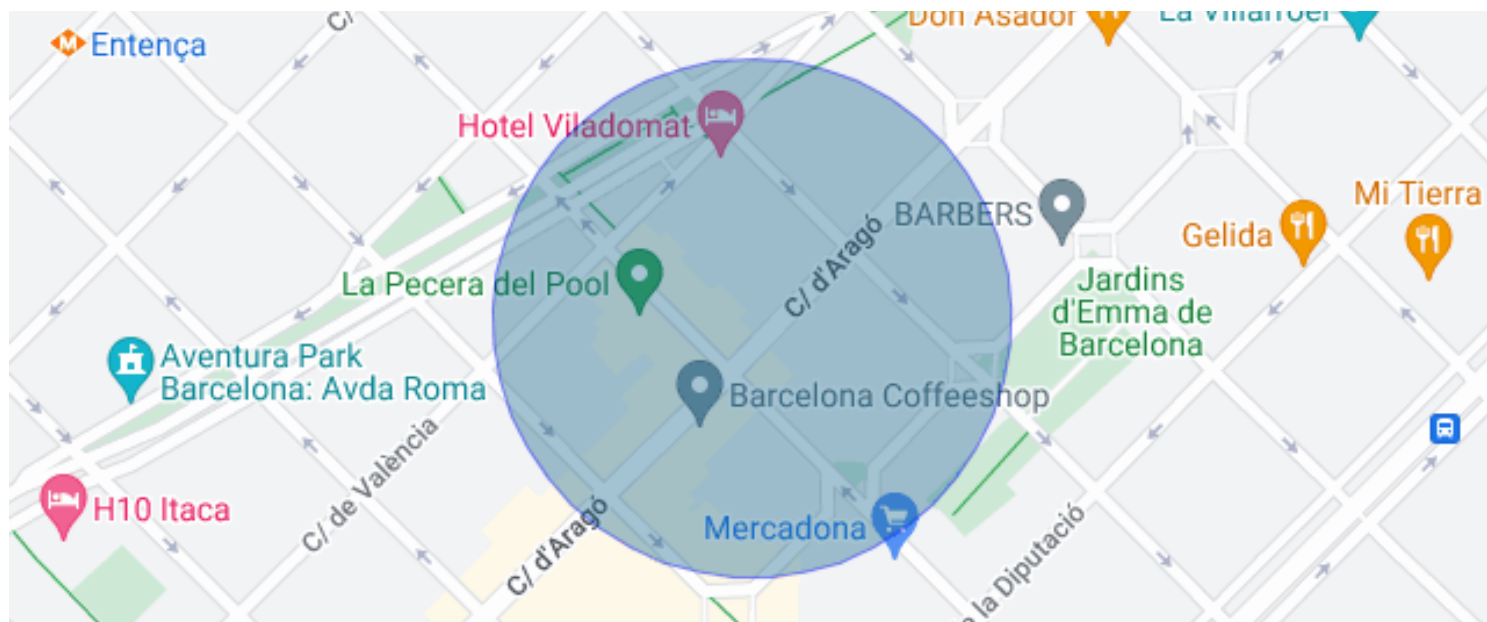 Don Asador
La Villarroel
C/
Entença
Hotel Viladomat
BARBERS
Mi Tierra
Gelida
C/ d'Aragó
La Pecera del Pool
Jardins
d'Emma de
Barcelona
Aventura Park
Barcelona: Avda Roma
Barcelona Coffeeshop
C/ de València
H10 Itaca
Mercadona
C/ d'Aragó
la Diputació